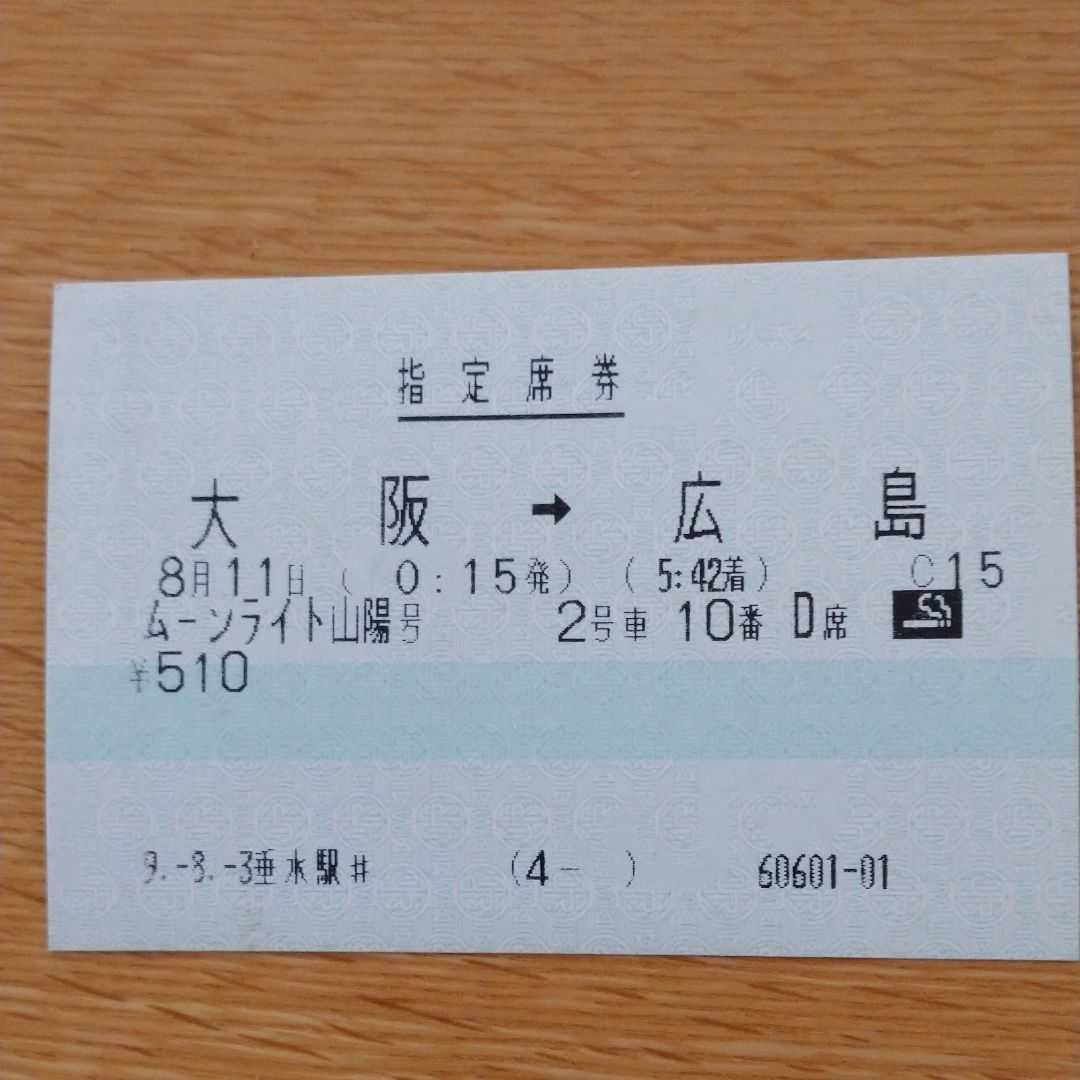 指定席券
大阪 → 広島
8月11日 ( 0:15発) ( 5:42着) C15
ムーンライト山陽号 2号車 10番 D席
¥510
9.-8.-3垂水駅# (4- ) 60601-01